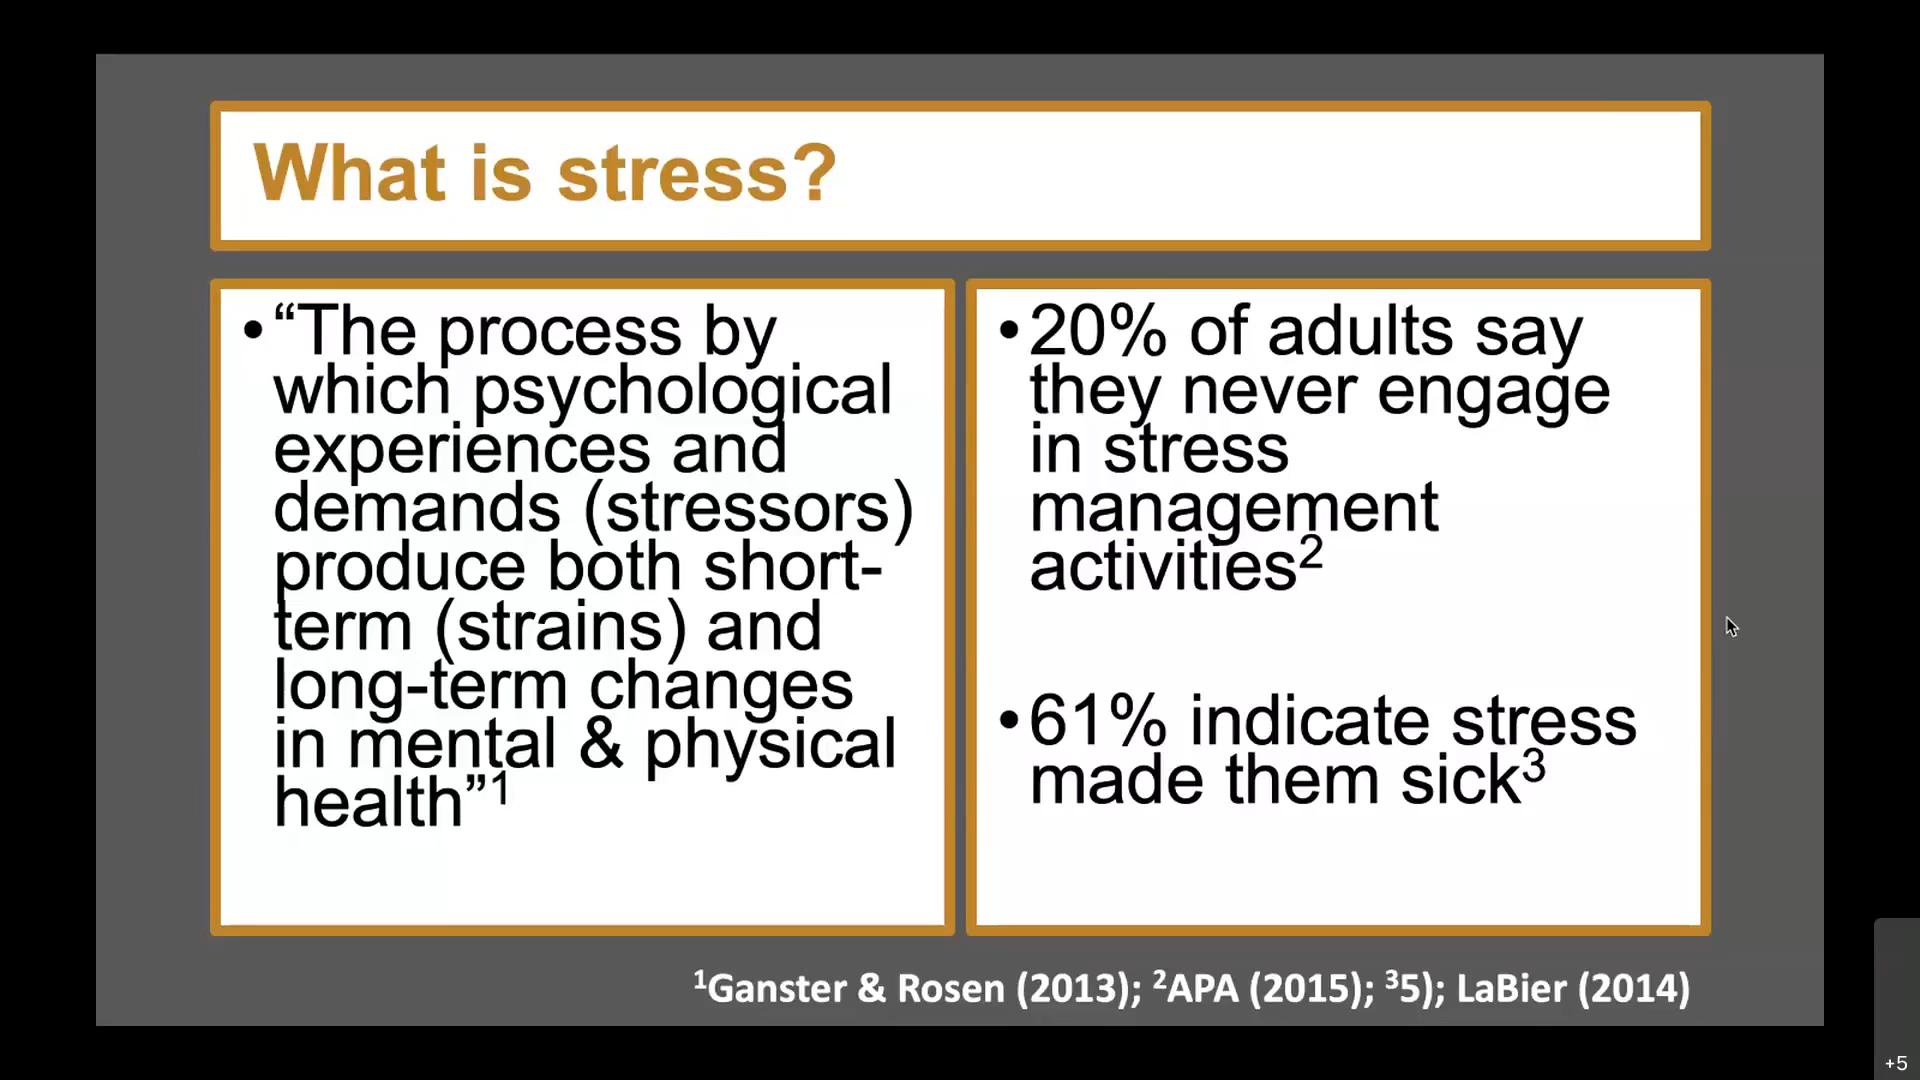 What is stress?
•“The process by
which psychological
experiences and
demands (stressors)
produce both short-
term (strains) and
long-term changes
in mental & physical
health”¹
•20% of adults say
they never engage
in stress
management
activities²
•61% indicate stress
made them sick³
¹Ganster & Rosen (2013); ²APA (2015); ³5); LaBier (2014)
+5